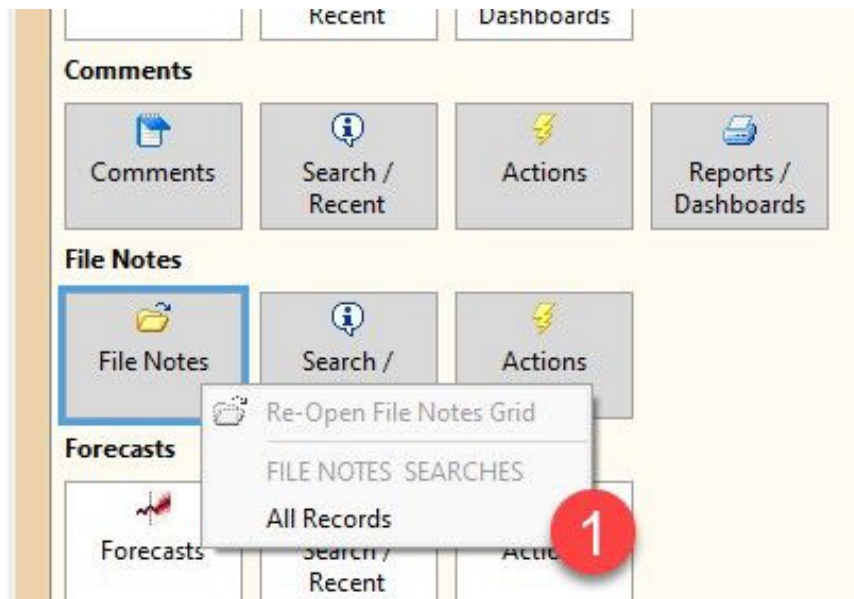 Recent
Dashboards
Comments
Comments
Search /
Recent
Actions
Reports /
Dashboards
File Notes
File Notes
Search /
Actions
Re-Open File Notes Grid
FILE NOTES SEARCHES
All Records
1
Forecasts
Forecasts
Search /
Recent